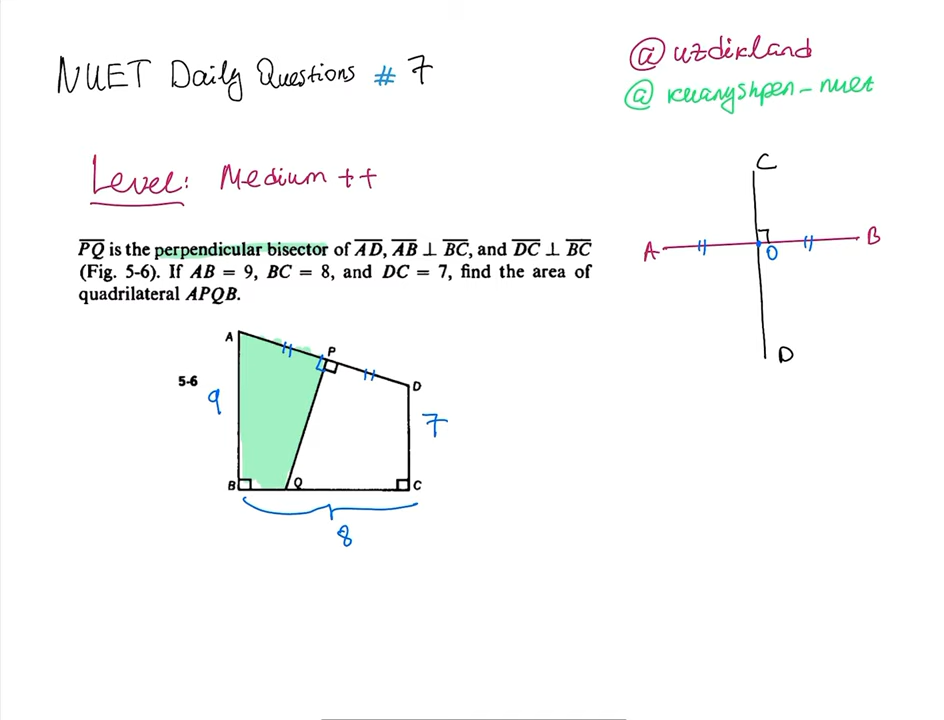 NUET Daily Questions # 7
@uzdikland
@kuanyshpen_nuet
Level: Medium ++
PQ is the perpendicular bisector of AD, AB ⊥ BC, and DC ⊥ BC
(Fig. 5-6). If AB = 9, BC = 8, and DC = 7, find the area of
quadrilateral APQB.
C
A
B
O
D
A
P
D
5-6
9
7
B
Q
C
8